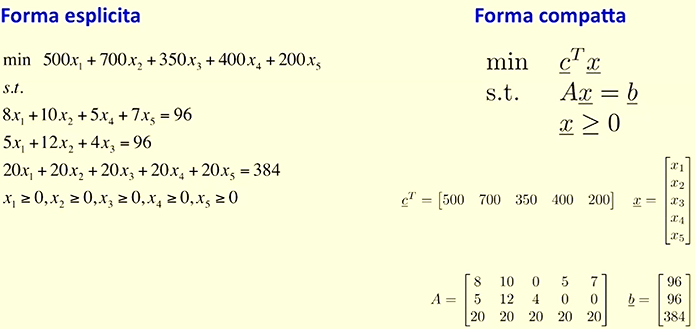 Forma esplicita
min 500x₁ + 700x₂ + 350x₃ + 400x₄ + 200x₅
s.t.
8x₁ + 10x₂ + 5x₄ + 7x₅ = 96
5x₁ + 12x₂ + 4x₃ = 96
20x₁ + 20x₂ + 20x₃ + 20x₄ + 20x₅ = 384
x₁ ≥ 0, x₂ ≥ 0, x₃ ≥ 0, x₄ ≥ 0, x₅ ≥ 0
Forma compatta
min c̲ᵀ x̲
s.t. Ax̲ = b̲
x̲ ≥ 0
c̲ᵀ = [500 700 350 400 200] x̲ = [x₁ x₂ x₃ x₄ x₅]
A = [8 10 0 5 7
5 12 4 0 0
20 20 20 20 20]
b̲ = [96
96
384]